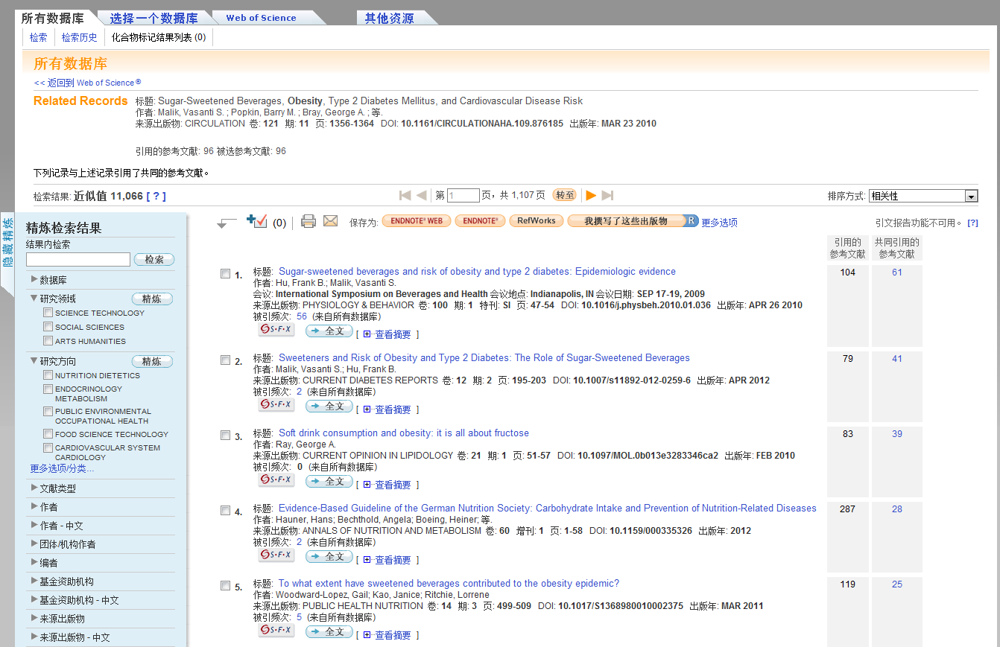 所有数据库 选择一个数据库 Web of Science 其他资源
检索 检索历史 化合物标记结果列表 (0)
所有数据库
<< 返回到 Web of Science®
Related Records
标题: Sugar-Sweetened Beverages, Obesity, Type 2 Diabetes Mellitus, and Cardiovascular Disease Risk
作者: Malik, Vasanti S. ; Popkin, Barry M. ; Bray, George A. ; 等.
来源出版物: CIRCULATION 卷: 121 期: 11 页: 1356-1364 DOI: 10.1161/CIRCULATIONAHA.109.876185 出版年: MAR 23 2010
引用的参考文献: 96 被选参考文献: 96
下列记录与上述记录引用了共同的参考文献。
检索结果: 近似值 11,066 [ ? ]
第 1 页，共 1,107 页 转至
排序方式: 相关性
隐藏精炼
精炼检索结果
结果内检索
检索
数据库
研究领域 精炼
SCIENCE TECHNOLOGY
SOCIAL SCIENCES
ARTS HUMANITIES
研究方向 精炼
NUTRITION DIETETICS
ENDOCRINOLOGY
METABOLISM
PUBLIC ENVIRONMENTAL
OCCUPATIONAL HEALTH
FOOD SCIENCE TECHNOLOGY
CARDIOVASCULAR SYSTEM
CARDIOLOGY
更多选项/分类...
文献类型
作者
作者 - 中文
团体/机构作者
编者
基金资助机构
基金资助机构 - 中文
来源出版物
来源出版物 - 中文
(0) 保存为: ENDNOTE® WEB ENDNOTE® RefWorks 我撰写了这些出版物 R 更多选项
引文报告功能不可用。 [?]
引用的
参考文献
共同引用的
参考文献
1. 标题: Sugar-sweetened beverages and risk of obesity and type 2 diabetes: Epidemiologic evidence
作者: Hu, Frank B.; Malik, Vasanti S.
会议: International Symposium on Beverages and Health 会议地点: Indianapolis, IN 会议日期: SEP 17-19, 2009
来源出版物: PHYSIOLOGY & BEHAVIOR 卷: 100 期: 1 特刊: SI 页: 47-54 DOI: 10.1016/j.physbeh.2010.01.036 出版年: APR 26 2010
被引频次: 56 (来自所有数据库)
S·F·X 全文 [ 查看摘要 ]
104 61
2. 标题: Sweeteners and Risk of Obesity and Type 2 Diabetes: The Role of Sugar-Sweetened Beverages
作者: Malik, Vasanti S.; Hu, Frank B.
来源出版物: CURRENT DIABETES REPORTS 卷: 12 期: 2 页: 195-203 DOI: 10.1007/s11892-012-0259-6 出版年: APR 2012
被引频次: 2 (来自所有数据库)
S·F·X 全文 [ 查看摘要 ]
79 41
3. 标题: Soft drink consumption and obesity: it is all about fructose
作者: Ray, George A.
来源出版物: CURRENT OPINION IN LIPIDOLOGY 卷: 21 期: 1 页: 51-57 DOI: 10.1097/MOL.0b013e3283346ca2 出版年: FEB 2010
被引频次: 0 (来自所有数据库)
S·F·X 全文 [ 查看摘要 ]
83 39
4. 标题: Evidence-Based Guideline of the German Nutrition Society: Carbohydrate Intake and Prevention of Nutrition-Related Diseases
作者: Hauner, Hans; Bechthold, Angela; Boeing, Heiner; 等.
来源出版物: ANNALS OF NUTRITION AND METABOLISM 卷: 60 增刊: 1 页: 1-58 DOI: 10.1159/000335326 出版年: 2012
被引频次: 2 (来自所有数据库)
S·F·X 全文 [ 查看摘要 ]
287 28
5. 标题: To what extent have sweetened beverages contributed to the obesity epidemic?
作者: Woodward-Lopez, Gail; Kao, Janice; Ritchie, Lorrene
来源出版物: PUBLIC HEALTH NUTRITION 卷: 14 期: 3 页: 499-509 DOI: 10.1017/S1368980010002375 出版年: MAR 2011
被引频次: 5 (来自所有数据库)
S·F·X 全文 [ 查看摘要 ]
119 25